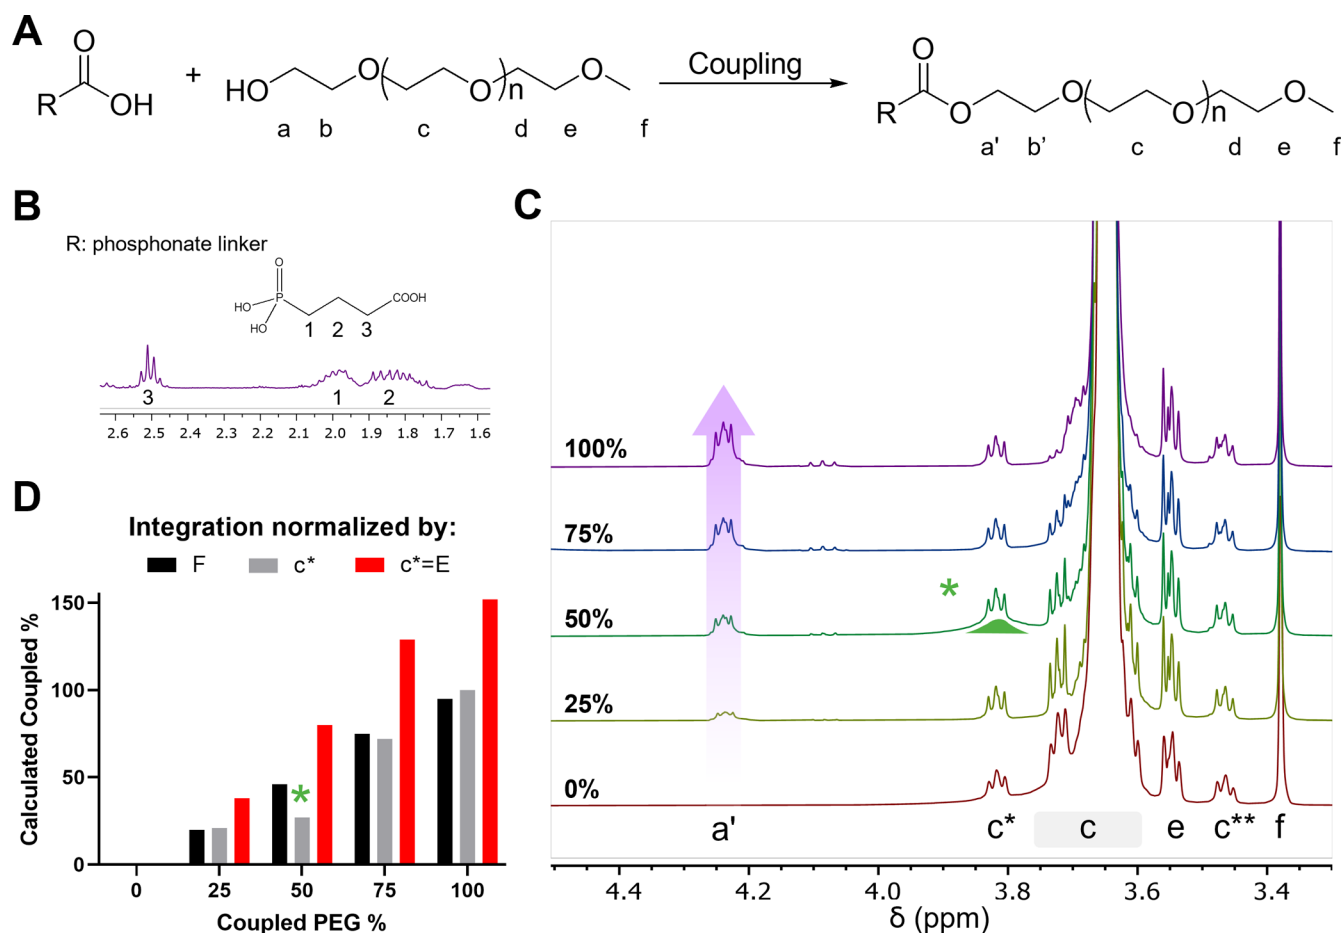 A
O
R
OH
+
HO
O
O
n
O
a b c d e f
Coupling
O
R
O
O
O
n
O
a' b' c d e f
B
R: phosphonate linker
O
HO
P
HO
COOH
1 2 3
3 1 2
2.6 2.5 2.4 2.3 2.2 2.1 2.0 1.9 1.8 1.7 1.6
C
100%
75%
*
50%
25%
0%
a' c* c e c** f
4.4 4.2 4.0 3.8 3.6 3.4
δ (ppm)
D
Integration normalized by:
F c* c*=E
Calculated Coupled %
150
100
50
0
*
0 25 50 75 100
Coupled PEG %